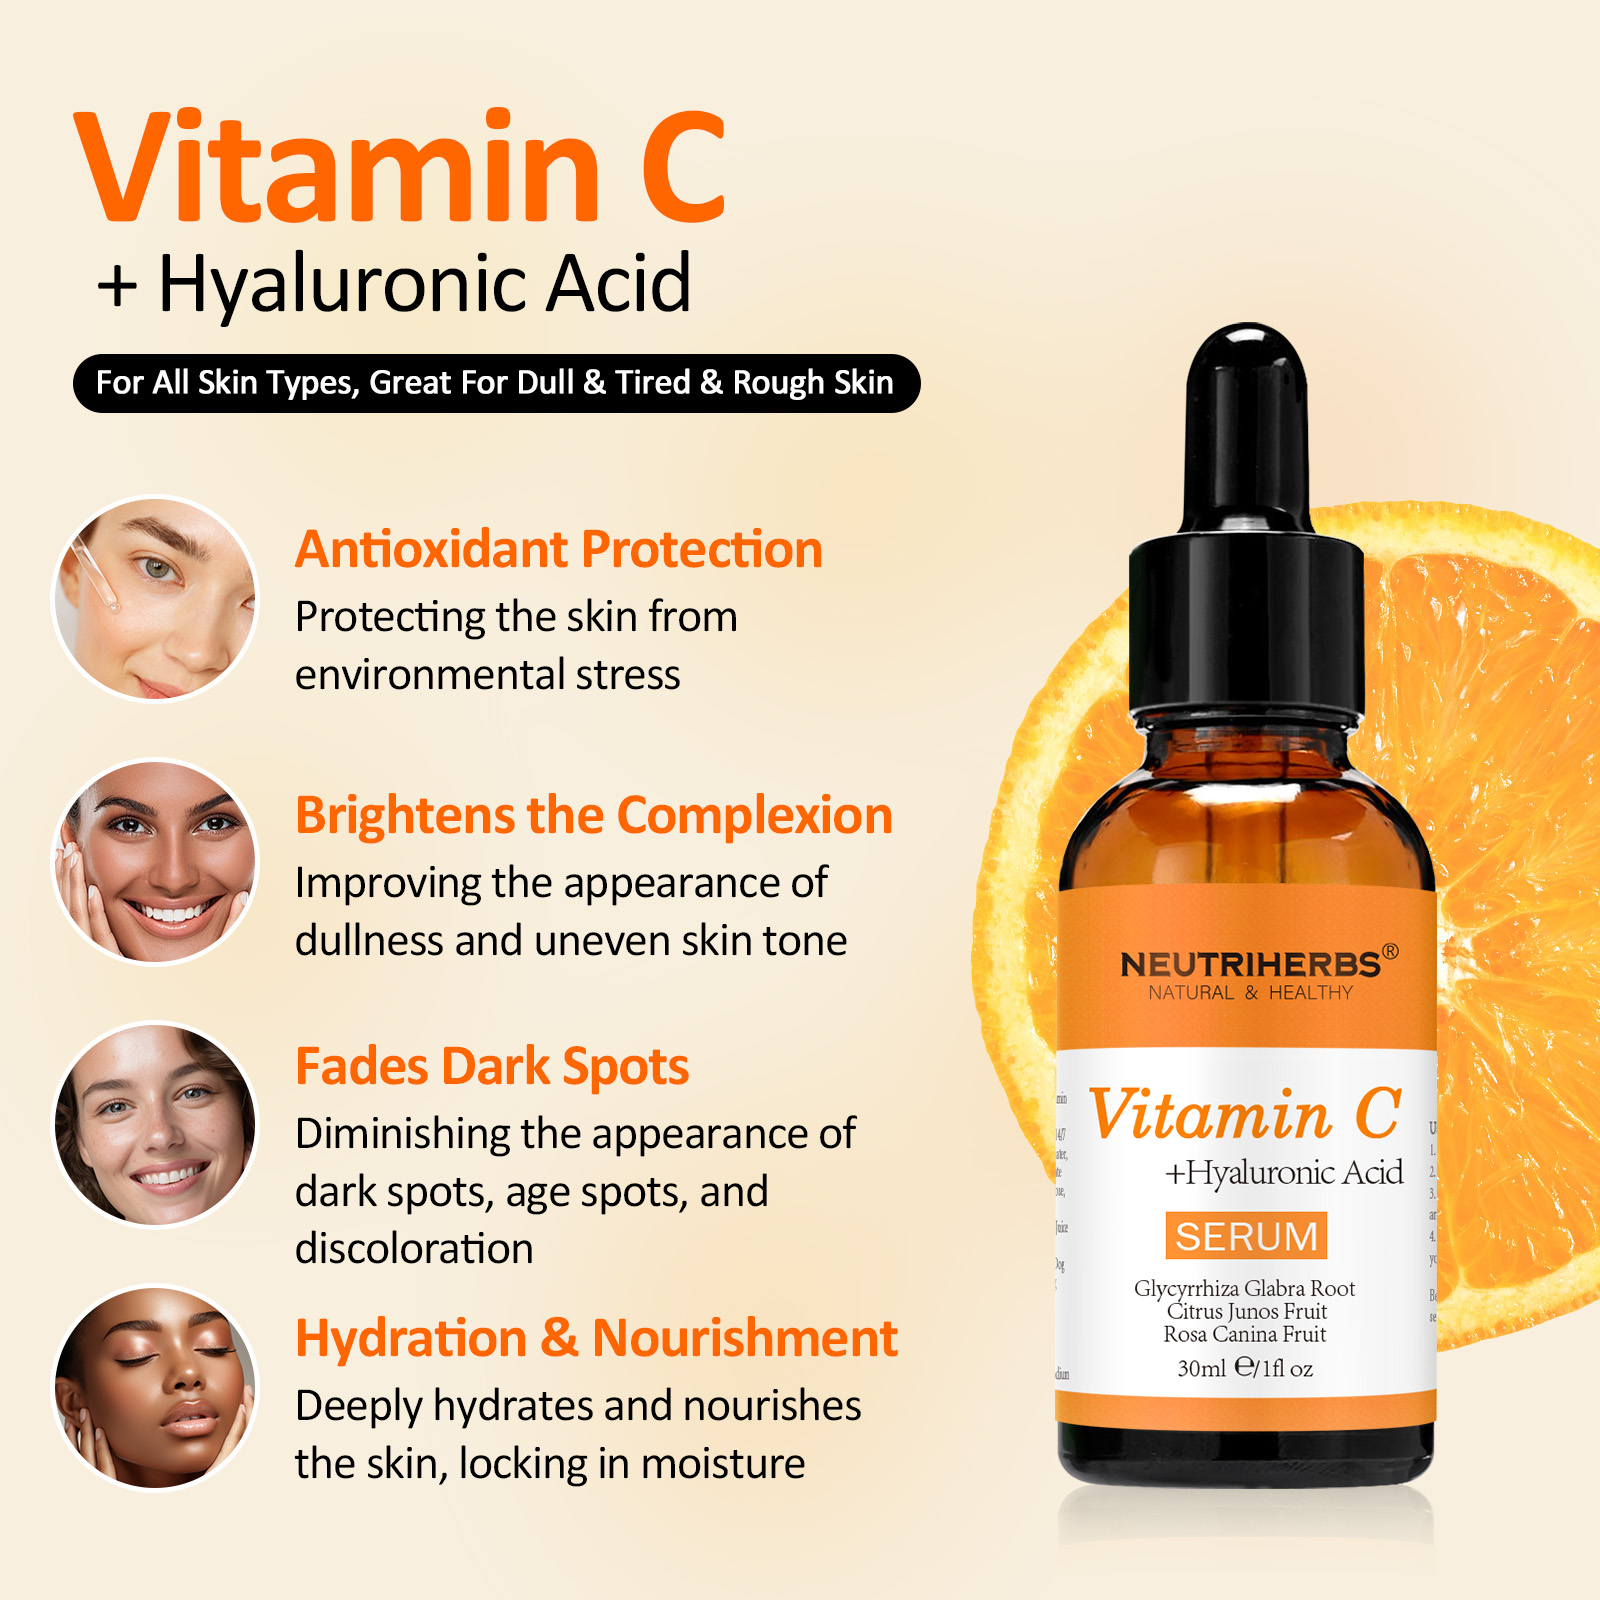 Vitamin C
+ Hyaluronic Acid
For All Skin Types, Great For Dull & Tired & Rough Skin
Antioxidant Protection
Protecting the skin from
environmental stress
Brightens the Complexion
Improving the appearance of
dullness and uneven skin tone
Fades Dark Spots
Diminishing the appearance of
dark spots, age spots, and
discoloration
Hydration & Nourishment
Deeply hydrates and nourishes
the skin, locking in moisture
NEUTRIHERBS®
NATURAL & HEALTHY
Vitamin C
+Hyaluronic Acid
SERUM
Glycyrrhiza Glabra Root
Citrus Junos Fruit
Rosa Canina Fruit
30ml ℮/1fl oz